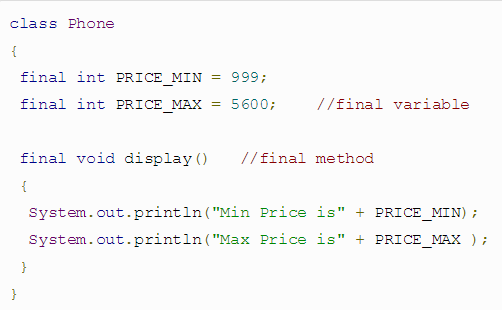 class Phone
{
final int PRICE_MIN = 999;
final int PRICE_MAX = 5600;    //final variable
final void display()   //final method
{
System.out.println("Min Price is" + PRICE_MIN);
System.out.println("Max Price is" + PRICE_MAX );
}
}